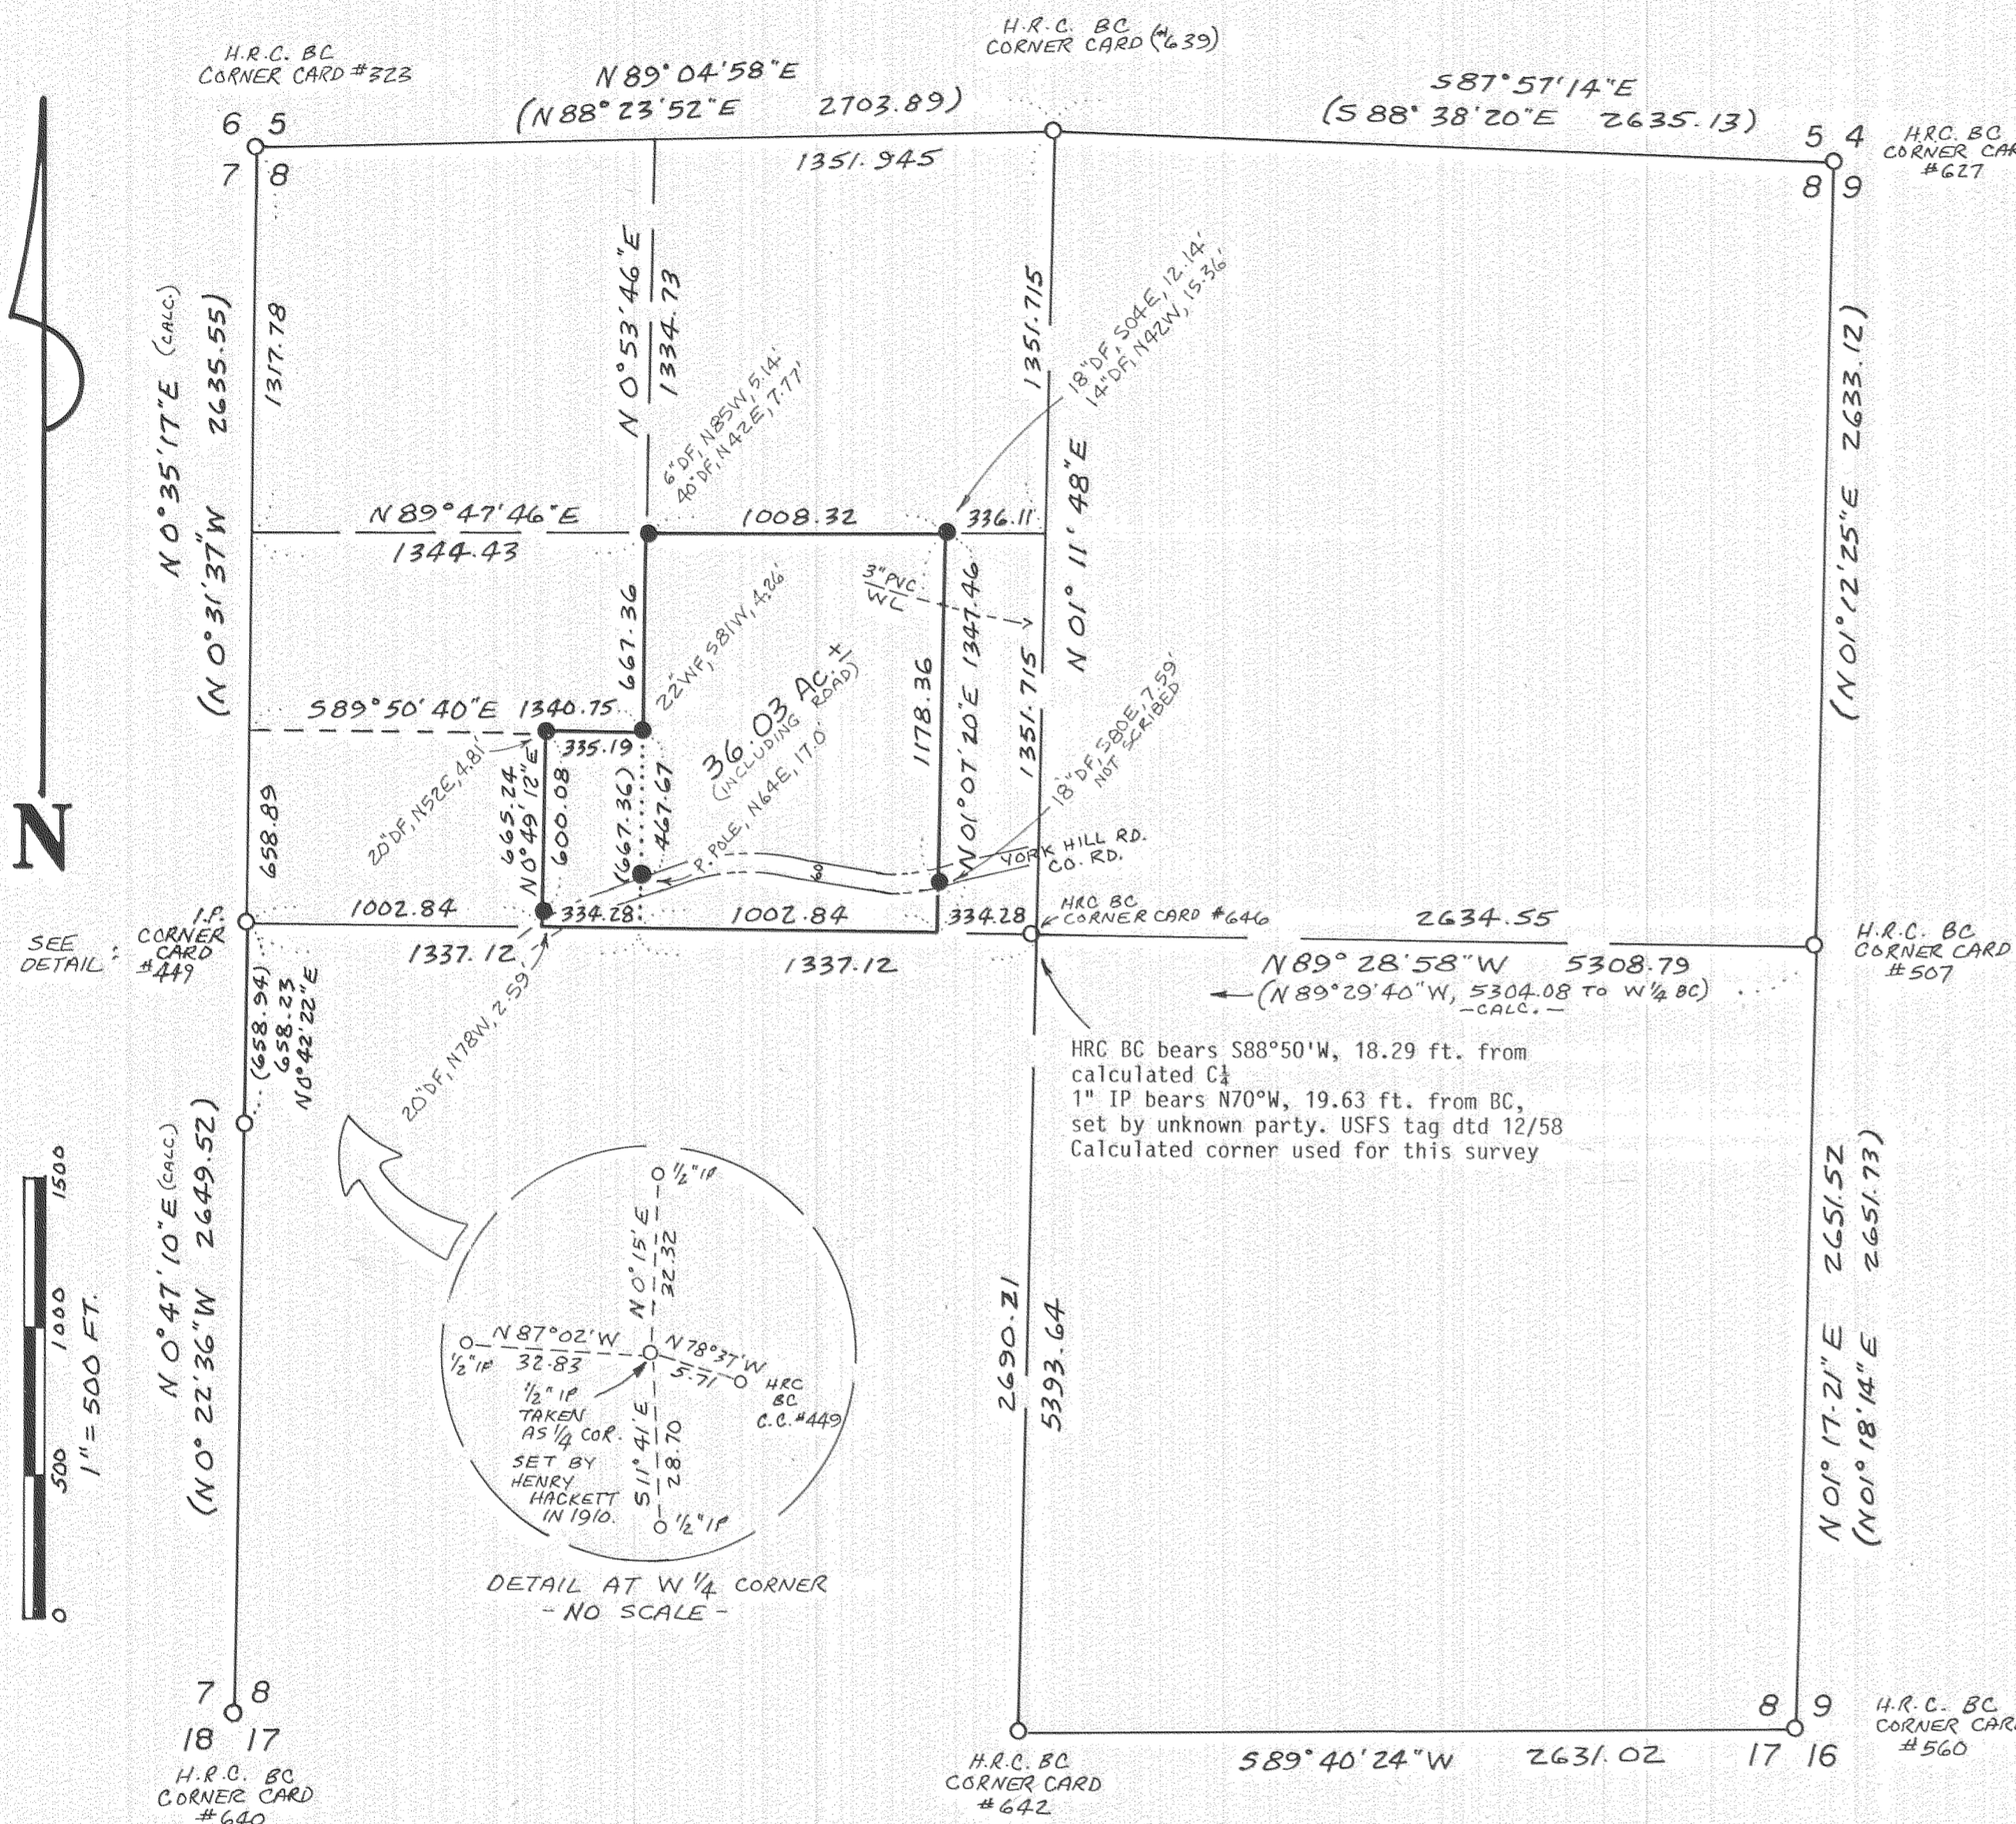 H.R.C. BC
CORNER CARD #323
H.R.C. BC
CORNER CARD (#639)
N 89° 04' 58" E
(N 88° 23' 52" E 2703.89)
S 87° 57' 14" E
(S 88° 38' 20" E 2635.13)
6 5
7 8
1351.945
5 4
8 9
H.R.C. BC
CORNER CAR
#627
N 0° 35' 17" E (CALC.)
(N 0° 31' 37" W 2635.55)
1317.78
N 0° 53' 46" E
1334.73
6" DF, N85W, 5.14'
40" DF, N42E, 7.77'
1351.715
18" DF, S04E, 12.14'
14" DF, N42W, 15.36'
N 01° 11' 48" E
(N 01° 12' 25" E 2633.12)
N 89° 47' 46" E
1344.43
1008.32
336.11
3" PVC
WL
667.36
22" WF, S81W, 4.26'
36.03 Ac. ±
(INCLUDING ROAD)
1178.36
N 01° 07' 20" E 1347.46
1351.715
18" DF, S80E, 7.59'
NOT SCRIBED
S 89° 50' 40" E 1340.75
335.19
20" DF, N52E, 4.81'
665.24
N 0° 49' 12" E
600.08
(667.36)
467.67
P. POLE, N64E, 17.0'
60
YORK HILL RD.
CO. RD.
658.89
I.P.
SEE DETAIL :
CORNER
CARD
#449
1002.84
334.28
1002.84
334.28
HRC BC
CORNER CARD #646
2634.55
H.R.C. BC
CORNER CARD
#507
1337.12
1337.12
N 89° 28' 58" W 5308.79
(N 89° 29' 40" W, 5304.08 TO W 1/4 BC)
-CALC.-
(658.94)
658.23
N 0° 42' 22" E
20" DF, N78W, 2.59'
HRC BC bears S88°50'W, 18.29 ft. from
calculated C¼
1" IP bears N70°W, 19.63 ft. from BC,
set by unknown party. USFS tag dtd 12/58
Calculated corner used for this survey
N
1" = 500 FT.
0 500 1000 1500
N 0° 47' 10" E (CALC.)
(N 0° 22' 36" W 2649.52)
1/2" IP
N 0° 15' E
32.32
N 87° 02' W
32.83
1/2" IP
N 78° 37' W
5.71
HRC
BC
C.C. #449
1/2" IP
TAKEN
AS 1/4 COR.
SET BY
HENRY
HACKETT
IN 1910.
S 11° 41' E
28.70
1/2" IP
DETAIL AT W 1/4 CORNER
- NO SCALE -
2690.21
5393.64
N 01° 17-21" E 2651.52
(N 01° 18' 14" E 2651.73)
7 8
18 17
H.R.C. BC
CORNER CARD
#640
H.R.C. BC
CORNER CARD
#642
S 89° 40' 24" W 2631.02
8 9
17 16
H.R.C. BC
CORNER CAR
#560